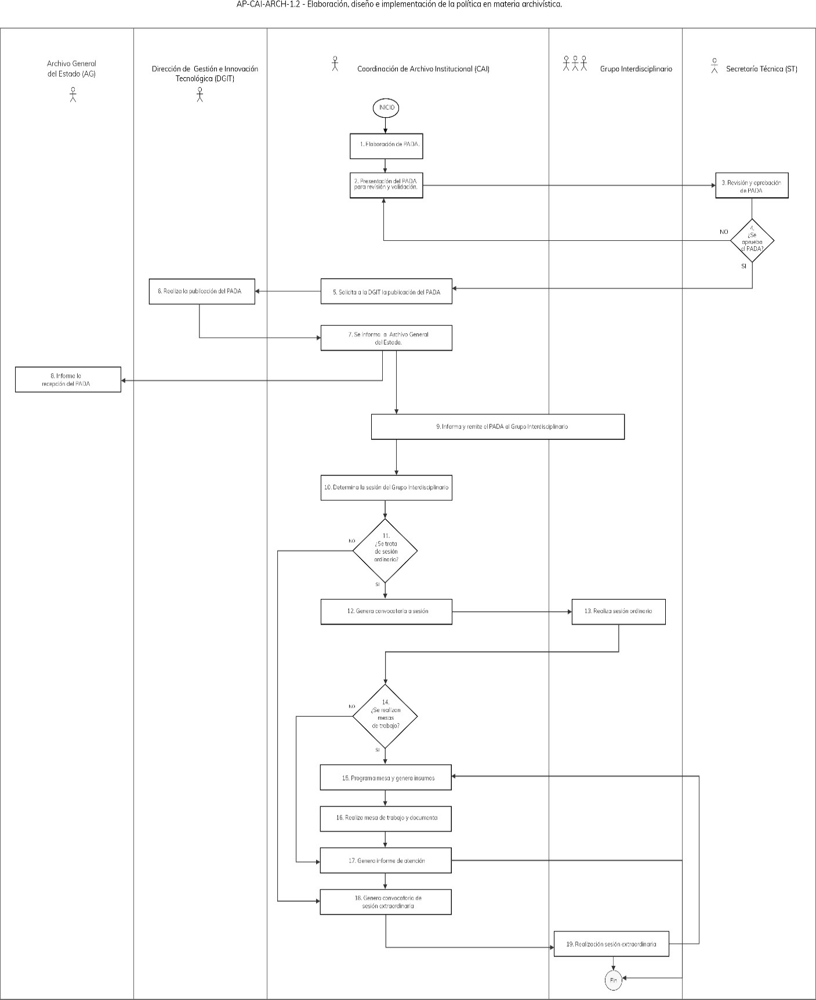 AP-CAI-ARCH-1.2 - Elaboración, diseño e implementación de la política en materia archivística.
Archivo General
del Estado (AG)
Dirección de Gestión e Innovación
Tecnológica (DGIT)
Coordinación de Archivo Institucional (CAI)
Grupo Interdisciplinario
Secretaría Técnica (ST)
INICIO
1. Elaboración de PADA.
2. Presentación del PADA
para revisión y validación.
3. Revisión y aprobación
de PADA
4.
¿Se
aprueba
el PADA?
NO
SI
5. Solicita a la DGIT la publicación del PADA
6. Realiza la publicación del PADA
7. Se informa a Archivo General
del Estado.
8. Informa la
recepción del PADA
9. Informa y remite el PADA al Grupo Interdisciplinario
10. Determina la sesión del Grupo Interdisciplinario
11.
¿Se trata
de sesión
ordinaria?
NO
SI
12. Genera convocatoria a sesión
13. Realiza sesión ordinaria
14.
¿Se realizan
mesas
de trabajo?
NO
SI
15. Programa mesa y genera insumos
16. Realiza mesa de trabajo y documenta
17. Genera informe de atención
18. Genera convocatoria de
sesión extraordinaria
19. Realización sesión extraordinaria
Fin